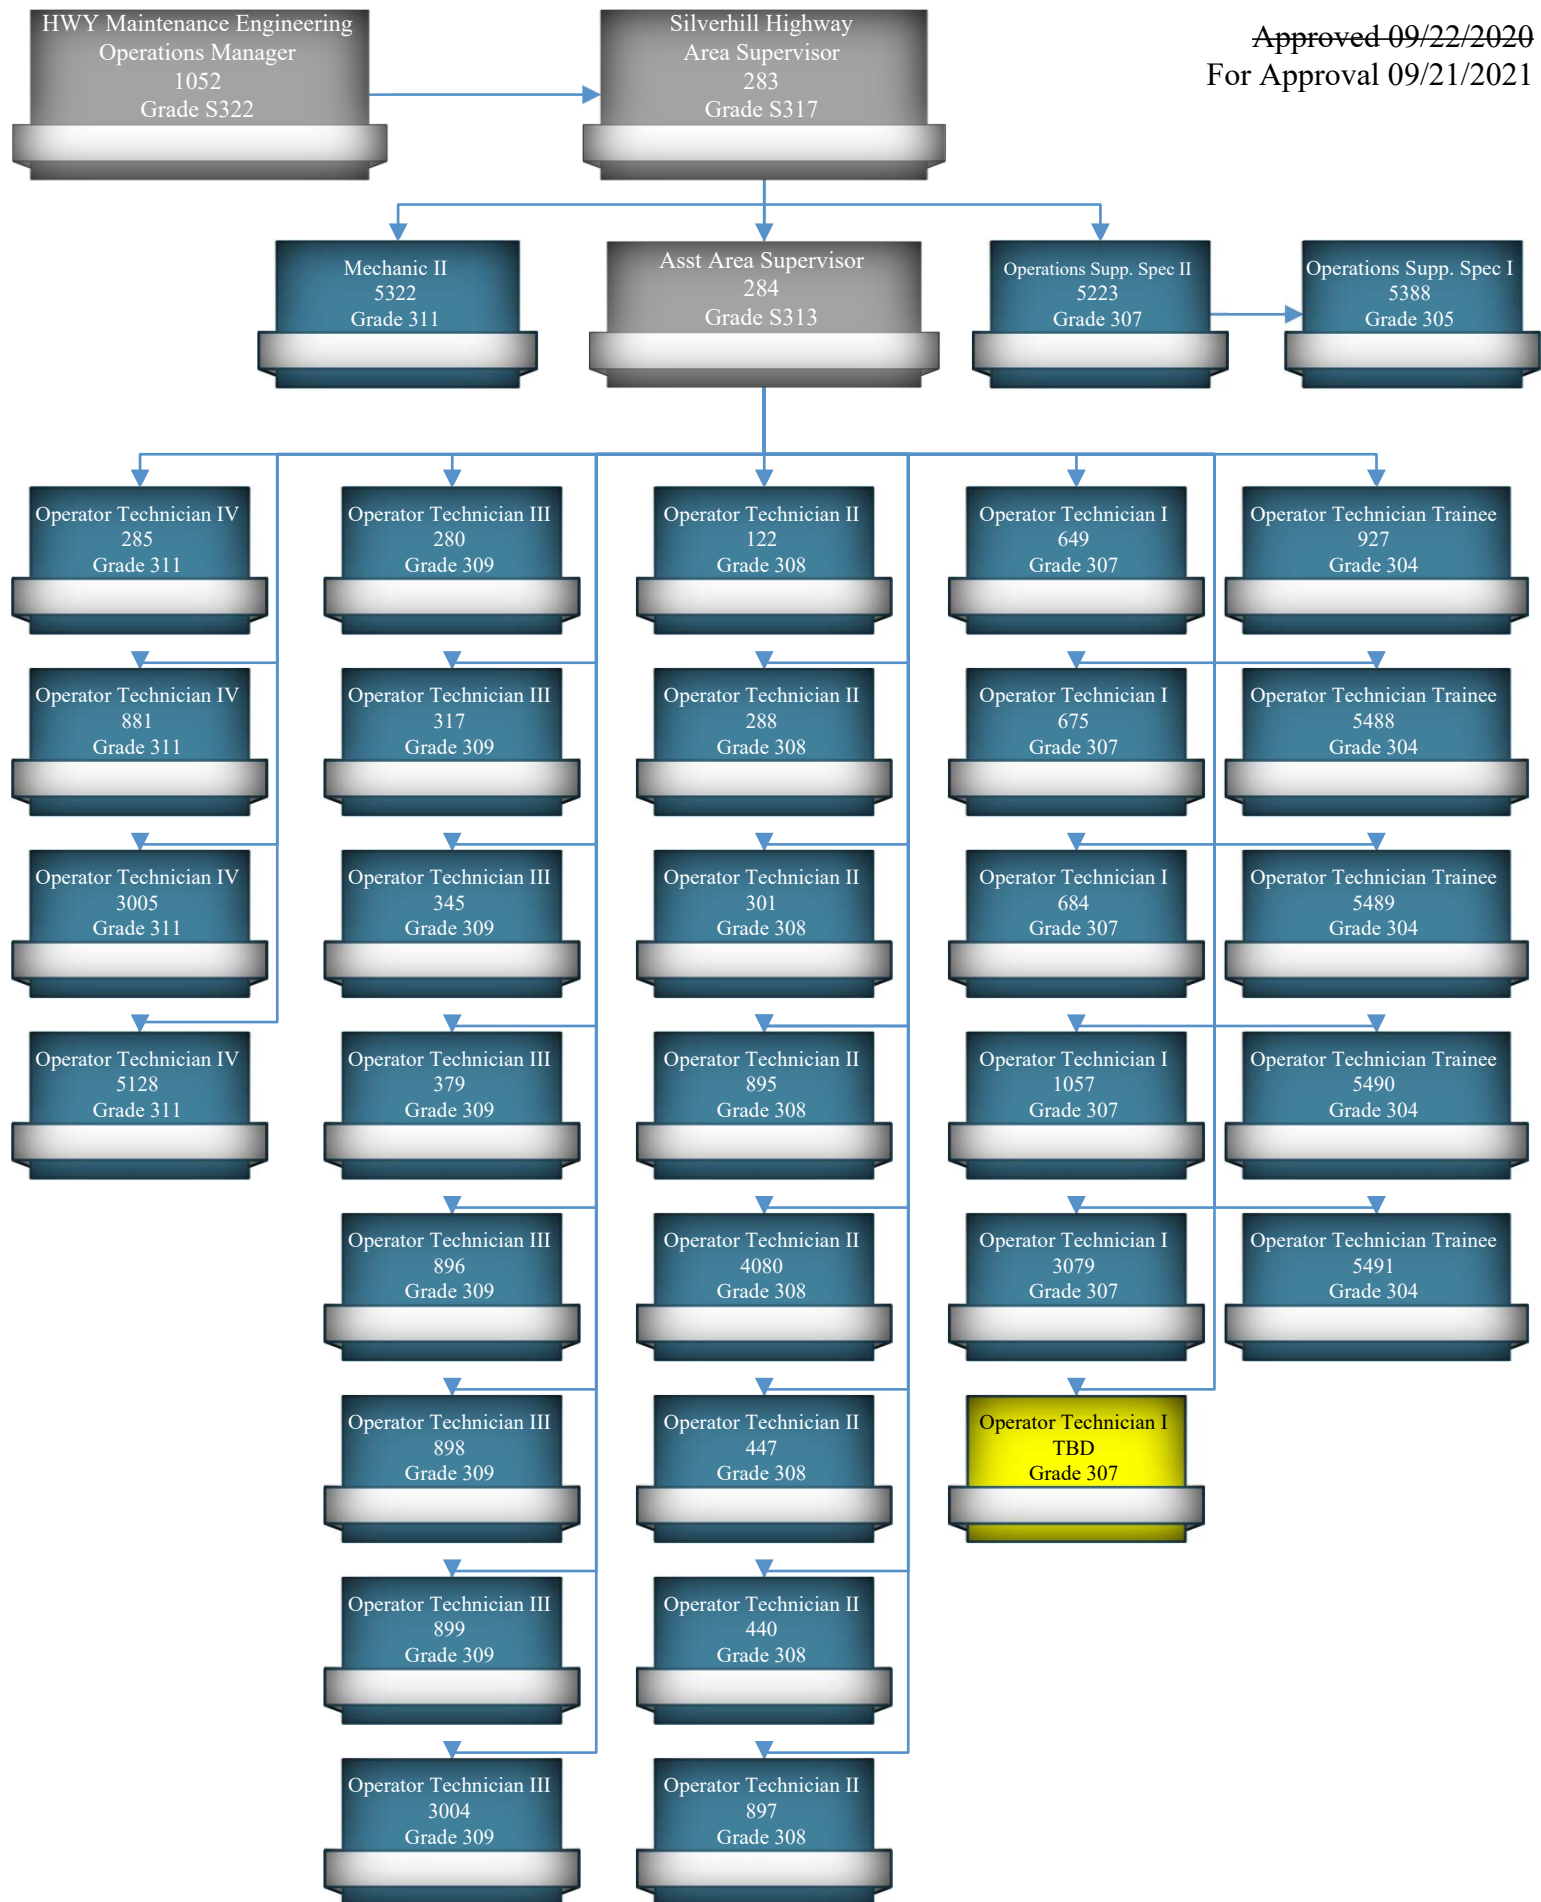 HWY Maintenance Engineering
Operations Manager
1052
Grade S322
Silverhill Highway
Area Supervisor
283
Grade S317
Approved 09/22/2020
For Approval 09/21/2021
Mechanic II
5322
Grade 311
Asst Area Supervisor
284
Grade S313
Operations Supp. Spec II
5223
Grade 307
Operations Supp. Spec I
5388
Grade 305
Operator Technician IV
285
Grade 311
Operator Technician III
280
Grade 309
Operator Technician II
122
Grade 308
Operator Technician I
649
Grade 307
Operator Technician Trainee
927
Grade 304
Operator Technician IV
881
Grade 311
Operator Technician III
317
Grade 309
Operator Technician II
288
Grade 308
Operator Technician I
675
Grade 307
Operator Technician Trainee
5488
Grade 304
Operator Technician IV
3005
Grade 311
Operator Technician III
345
Grade 309
Operator Technician II
301
Grade 308
Operator Technician I
684
Grade 307
Operator Technician Trainee
5489
Grade 304
Operator Technician IV
5128
Grade 311
Operator Technician III
379
Grade 309
Operator Technician II
895
Grade 308
Operator Technician I
1057
Grade 307
Operator Technician Trainee
5490
Grade 304
Operator Technician III
896
Grade 309
Operator Technician II
4080
Grade 308
Operator Technician I
3079
Grade 307
Operator Technician Trainee
5491
Grade 304
Operator Technician III
898
Grade 309
Operator Technician II
447
Grade 308
Operator Technician I
TBD
Grade 307
Operator Technician III
899
Grade 309
Operator Technician II
440
Grade 308
Operator Technician III
3004
Grade 309
Operator Technician II
897
Grade 308